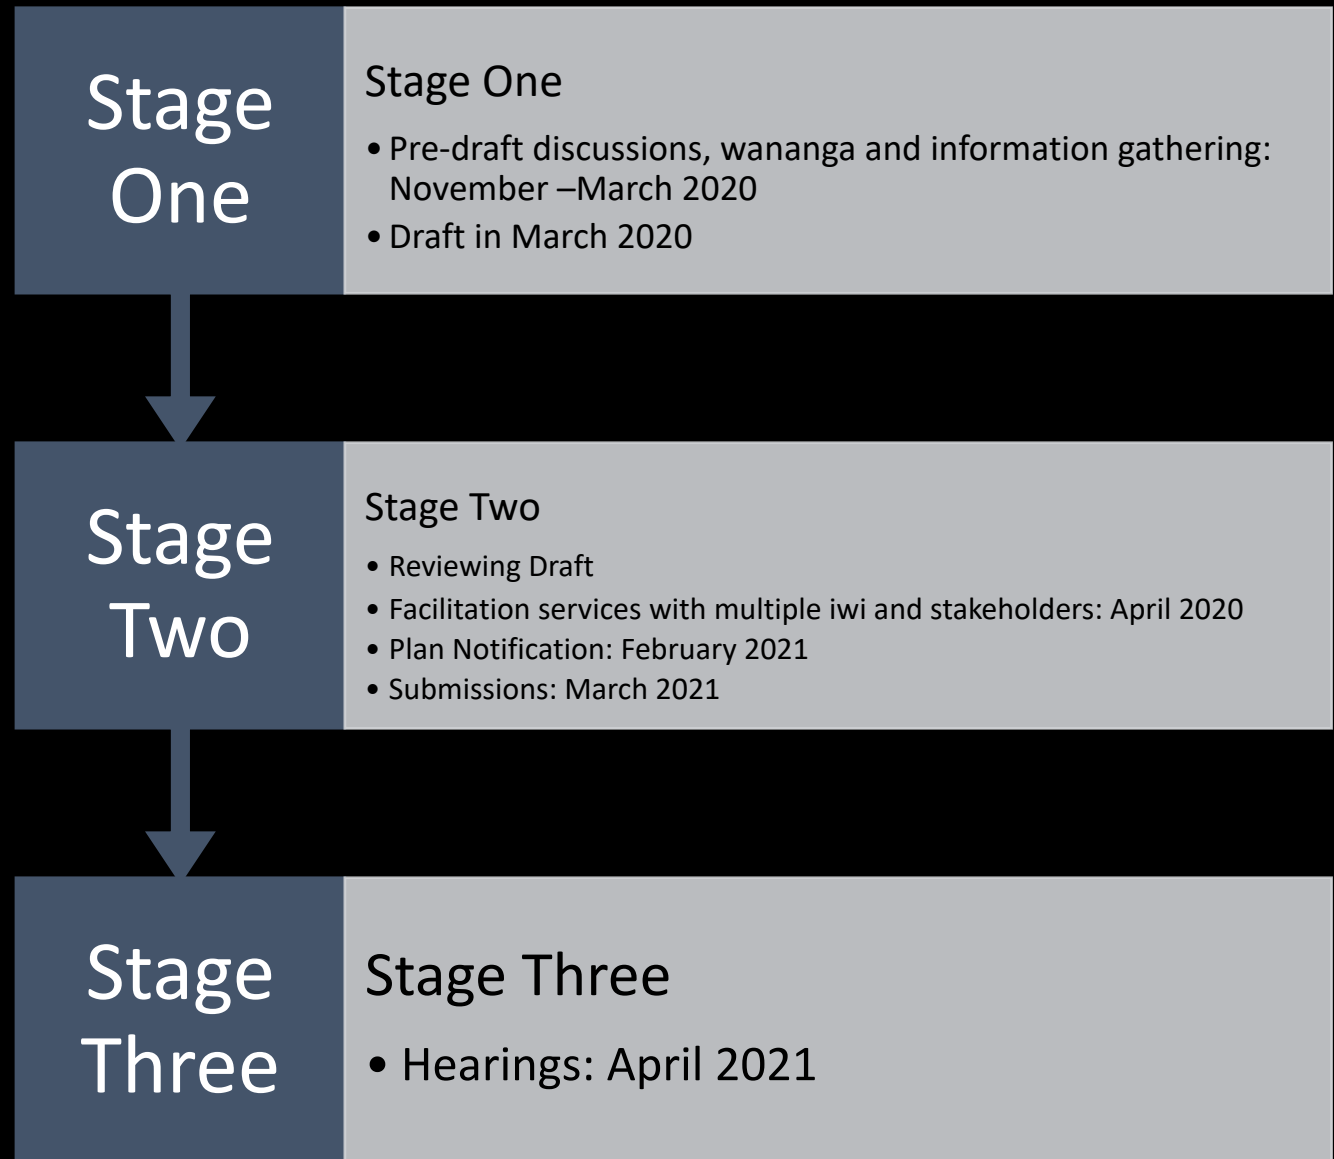 Stage
One
Stage One
• Pre-draft discussions, wananga and information gathering:
November –March 2020
• Draft in March 2020
Stage
Two
Stage Two
• Reviewing Draft
• Facilitation services with multiple iwi and stakeholders: April 2020
• Plan Notification: February 2021
• Submissions: March 2021
Stage
Three
Stage Three
• Hearings: April 2021